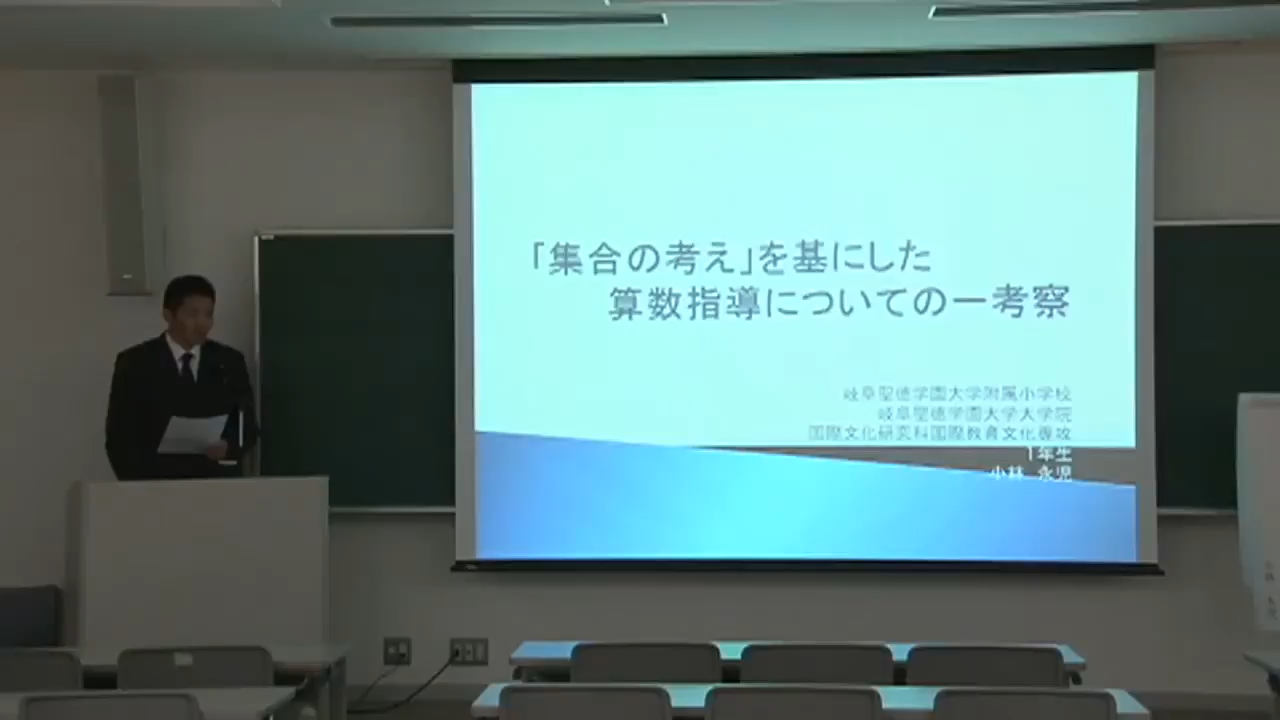 「集合の考え」を基にした
算数指導についての一考察
岐阜聖徳学園大学附属小学校
岐阜聖徳学園大学大学院
国際文化研究科国際教育文化専攻
1年生
小林 永児